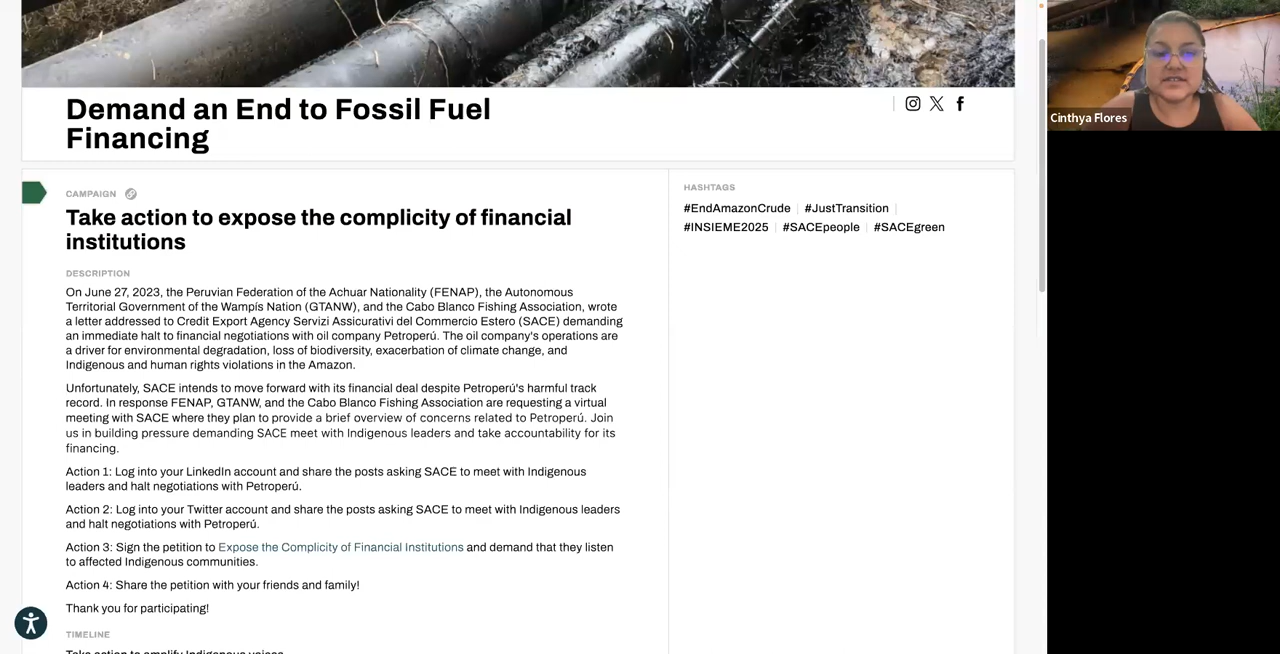 Demand an End to Fossil Fuel
Financing
CAMPAIGN
Take action to expose the complicity of financial
institutions
DESCRIPTION
On June 27, 2023, the Peruvian Federation of the Achuar Nationality (FENAP), the Autonomous
Territorial Government of the Wampís Nation (GTANW), and the Cabo Blanco Fishing Association, wrote
a letter addressed to Credit Export Agency Servizi Assicurativi del Commercio Estero (SACE) demanding
an immediate halt to financial negotiations with oil company Petroperú. The oil company's operations are
a driver for environmental degradation, loss of biodiversity, exacerbation of climate change, and
Indigenous and human rights violations in the Amazon.
Unfortunately, SACE intends to move forward with its financial deal despite Petroperú's harmful track
record. In response FENAP, GTANW, and the Cabo Blanco Fishing Association are requesting a virtual
meeting with SACE where they plan to provide a brief overview of concerns related to Petroperú. Join
us in building pressure demanding SACE meet with Indigenous leaders and take accountability for its
financing.
Action 1: Log into your LinkedIn account and share the posts asking SACE to meet with Indigenous
leaders and halt negotiations with Petroperú.
Action 2: Log into your Twitter account and share the posts asking SACE to meet with Indigenous leaders
and halt negotiations with Petroperú.
Action 3: Sign the petition to Expose the Complicity of Financial Institutions and demand that they listen
to affected Indigenous communities.
Action 4: Share the petition with your friends and family!
Thank you for participating!
TIMELINE
Take action to amplify Indigenous voices
HASHTAGS
#EndAmazonCrude | #JustTransition |
#INSIEME2025 | #SACEpeople | #SACEgreen
Cinthya Flores